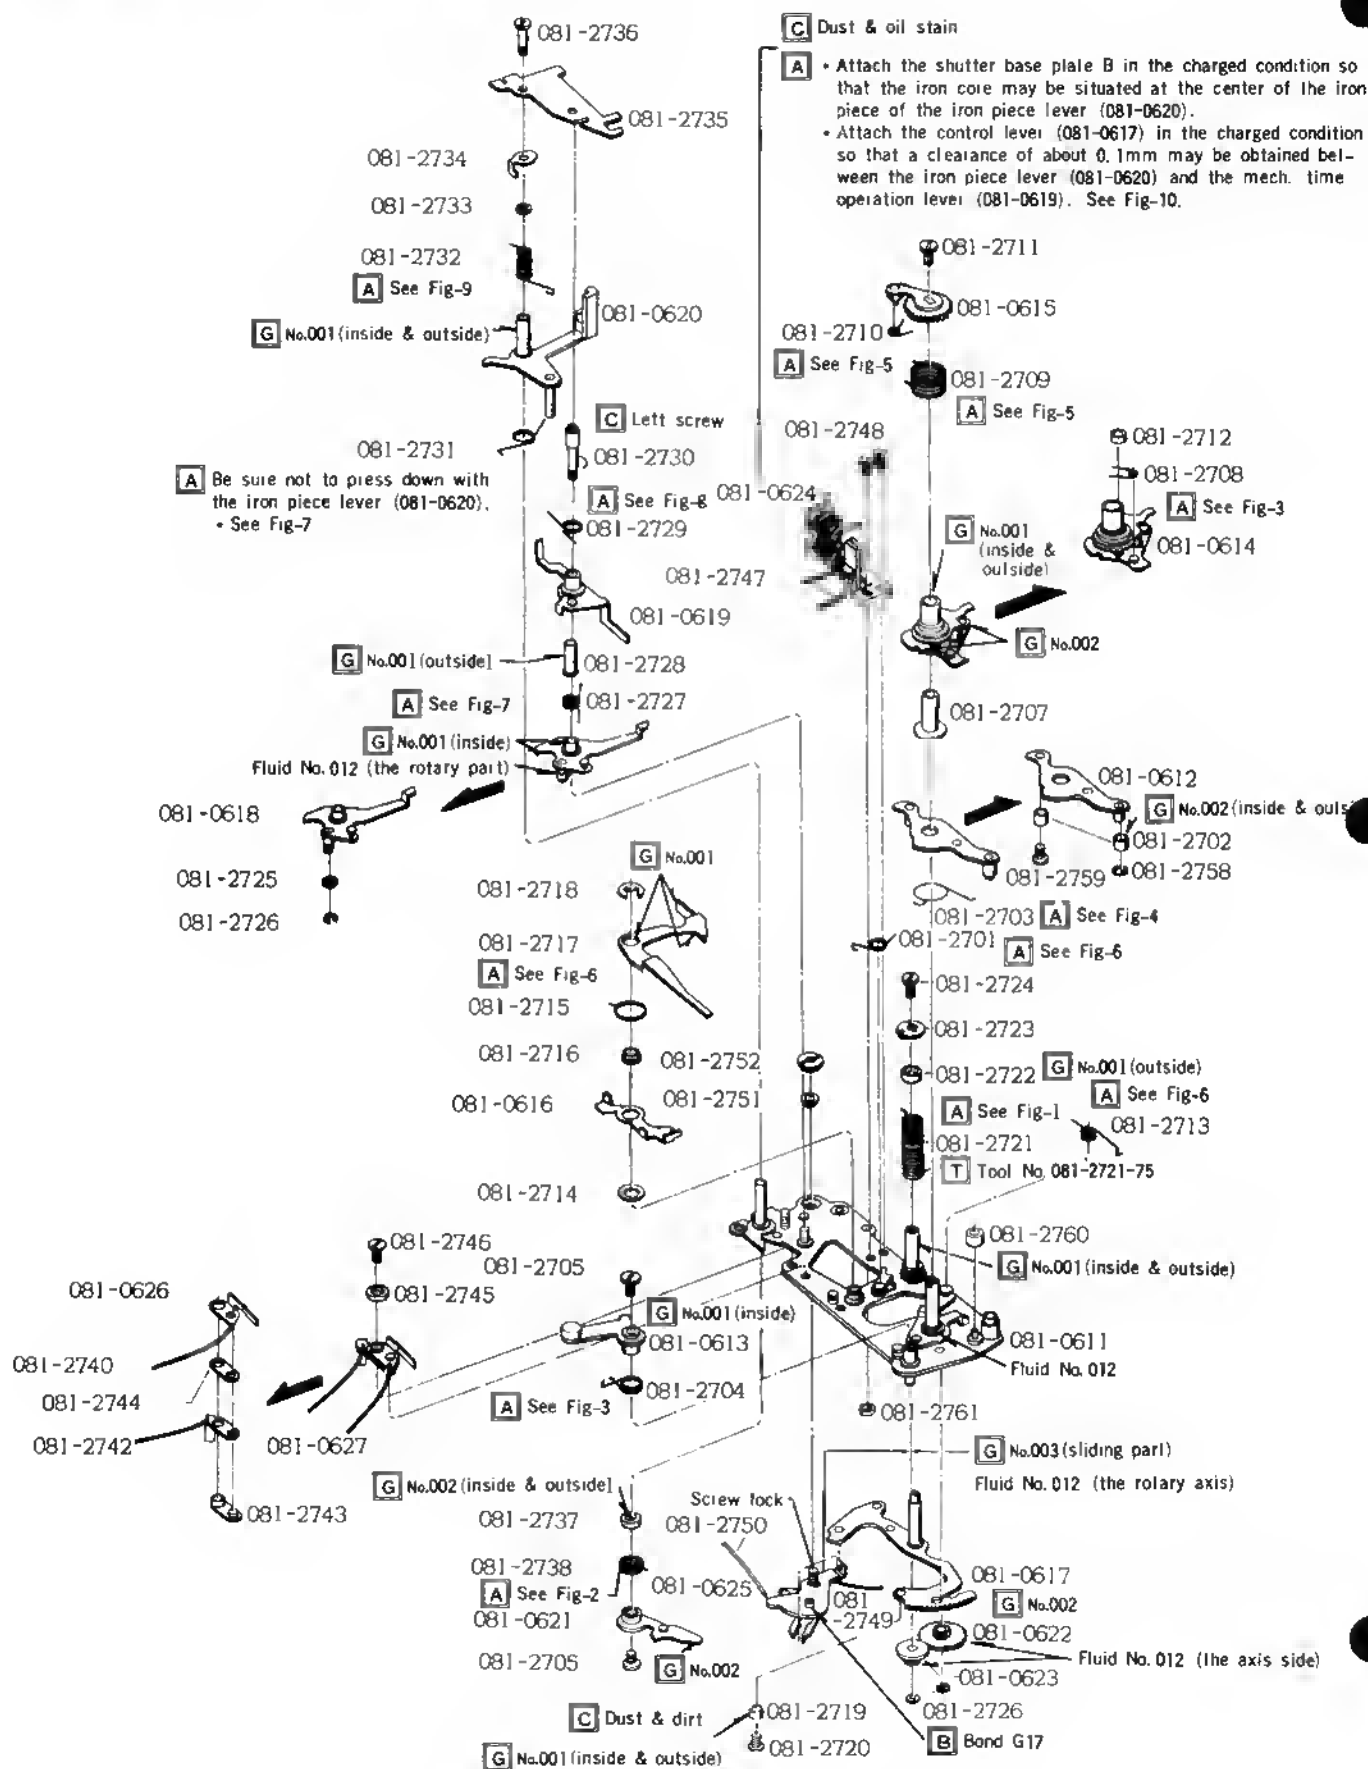 081-2736
C Dust & oil stain
A • Attach the shutter base plate B in the charged condition so
that the iron core may be situated at the center of the iron
piece of the iron piece lever (081-0620).
• Attach the control lever (081-0617) in the charged condition
so that a clearance of about 0.1mm may be obtained bet-
ween the iron piece lever (081-0620) and the mech. time
operation lever (081-0619). See Fig-10.
081-2735
081-2734
081-2733
081-2732
A See Fig-9
081-2711
081-0615
081-0620
081-2710
G No.001 (inside & outside)
A See Fig-5
081-2709
A See Fig-5
C Left screw
081-2748
081-2712
081-2731
081-2730
081-2708
A Be sure not to press down with
the iron piece lever (081-0620).
• See Fig-7
A See Fig-8
081-0624
A See Fig-3
081-2729
G No.001
(inside &
outside)
081-0614
081-2747
081-0619
G No.002
G No.001 (outside)
081-2728
A See Fig-7
081-2727
081-2707
G No.001 (inside)
Fluid No. 012 (the rotary part)
081-0612
081-0618
G No.002 (inside & outs
081-2702
G No.001
081-2725
081-2718
081-2759
081-2758
081-2726
081-2703 A See Fig-4
081-2717
081-2701
A See Fig-6
A See Fig-6
081-2724
081-2715
081-2723
081-2716
081-2752
081-2722
G No.001 (outside)
081-0616
081-2751
A See Fig-1
A See Fig-6
081-2713
081-2721
T Tool No. 081-2721-75
081-2714
081-2746
081-2760
081-2705
G No.001 (inside & outside)
081-0626
081-2745
G No.001 (inside)
081-0613
081-0611
Fluid No. 012
081-2740
081-2744
081-2704
A See Fig-3
081-2742
081-0627
081-2761
G No.003 (sliding part)
G No.002 (inside & outside)
Fluid No. 012 (the rotary axis)
Screw lock
081-2743
081-2737
081-2750
081-2738
A See Fig-2
081-0625
081-0617
081-0621
081
-2749
G No.002
081-0622
081-2705
G No.002
Fluid No. 012 (the axis side)
081-0623
C Dust & dirt
081-2719
081-2726
G No.001 (inside & outside)
081-2720
B Bond G17